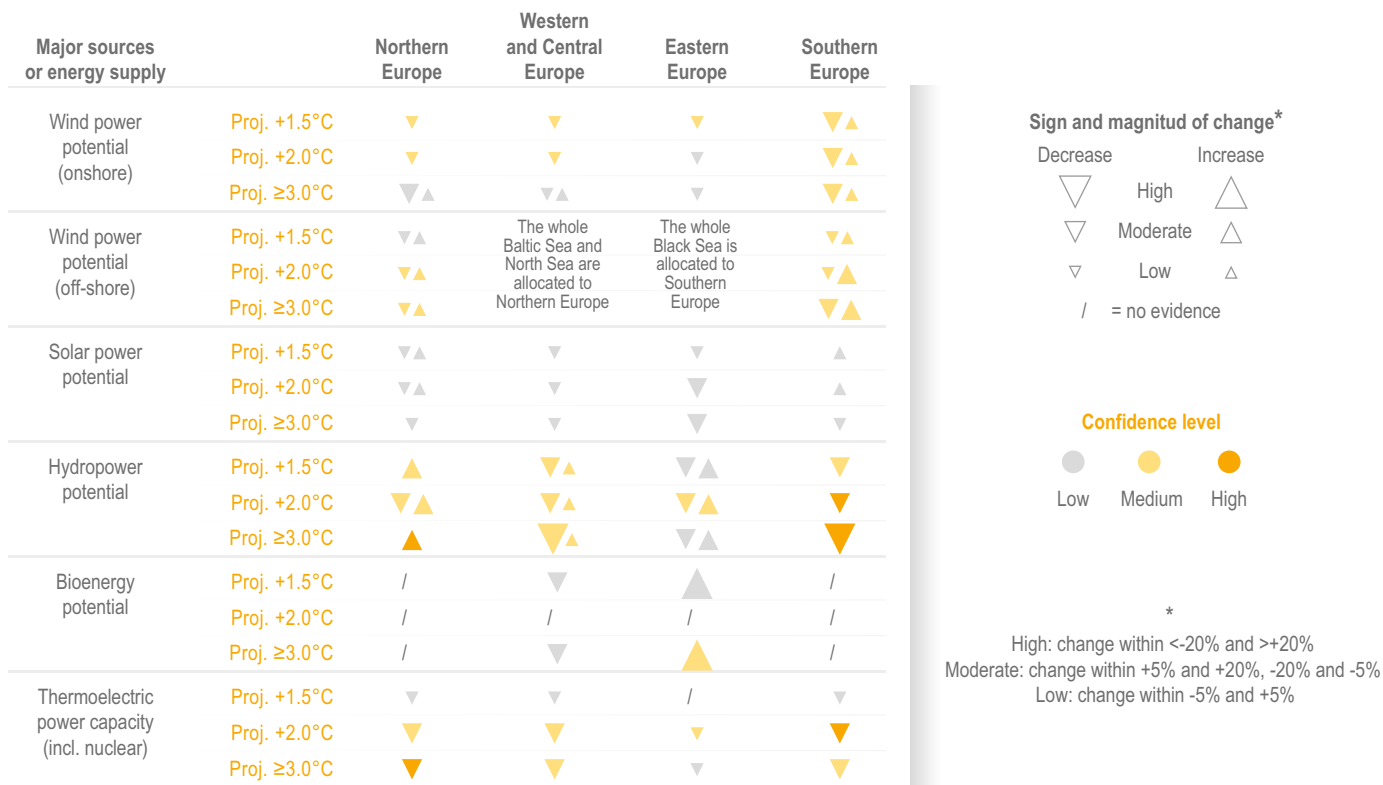 Major sources
or energy supply
Northern
Europe
Western
and Central
Europe
Eastern
Europe
Southern
Europe
Wind power
potential
(onshore)
Proj. +1.5°C
Proj. +2.0°C
Proj. ≥3.0°C
Wind power
potential
(off-shore)
Proj. +1.5°C
Proj. +2.0°C
Proj. ≥3.0°C
The whole
Baltic Sea and
North Sea are
allocated to
Northern Europe
The whole
Black Sea is
allocated to
Southern
Europe
Solar power
potential
Proj. +1.5°C
Proj. +2.0°C
Proj. ≥3.0°C
Hydropower
potential
Proj. +1.5°C
Proj. +2.0°C
Proj. ≥3.0°C
Bioenergy
potential
Proj. +1.5°C / /
Proj. +2.0°C / / / /
Proj. ≥3.0°C / /
Thermoelectric
power capacity
(incl. nuclear)
Proj. +1.5°C /
Proj. +2.0°C
Proj. ≥3.0°C
Sign and magnitud of change*
Decrease Increase
High
Moderate
Low
/ = no evidence
Confidence level
Low Medium High
*
High: change within <-20% and >+20%
Moderate: change within +5% and +20%, -20% and -5%
Low: change within -5% and +5%